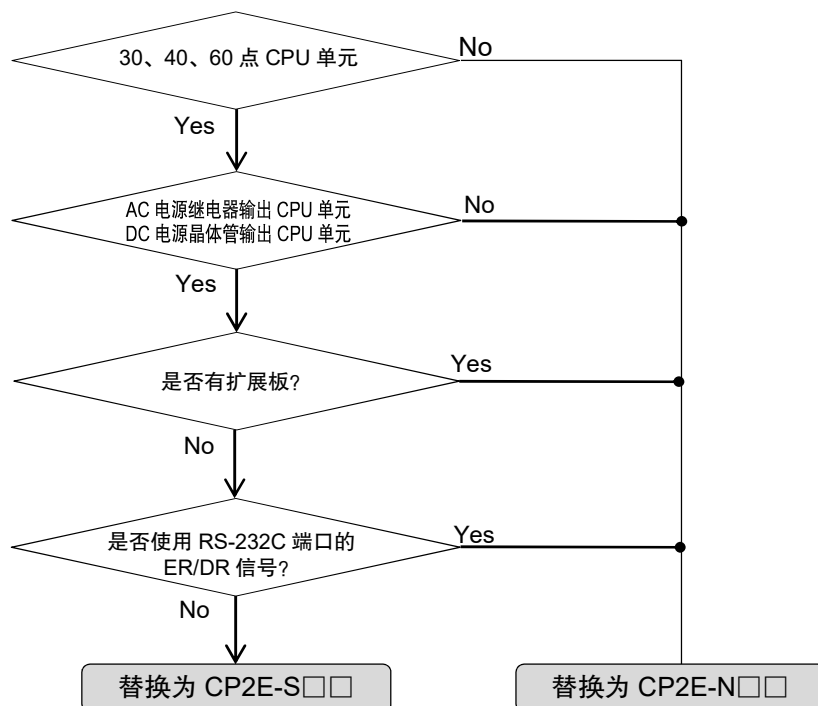 30、40、60 点 CPU 单元
No
Yes
AC 电源继电器输出 CPU 单元
DC 电源晶体管输出 CPU 单元
No
Yes
是否有扩展板?
Yes
No
是否使用 RS-232C 端口的
ER/DR 信号?
Yes
No
替换为 CP2E-S□□
替换为 CP2E-N□□